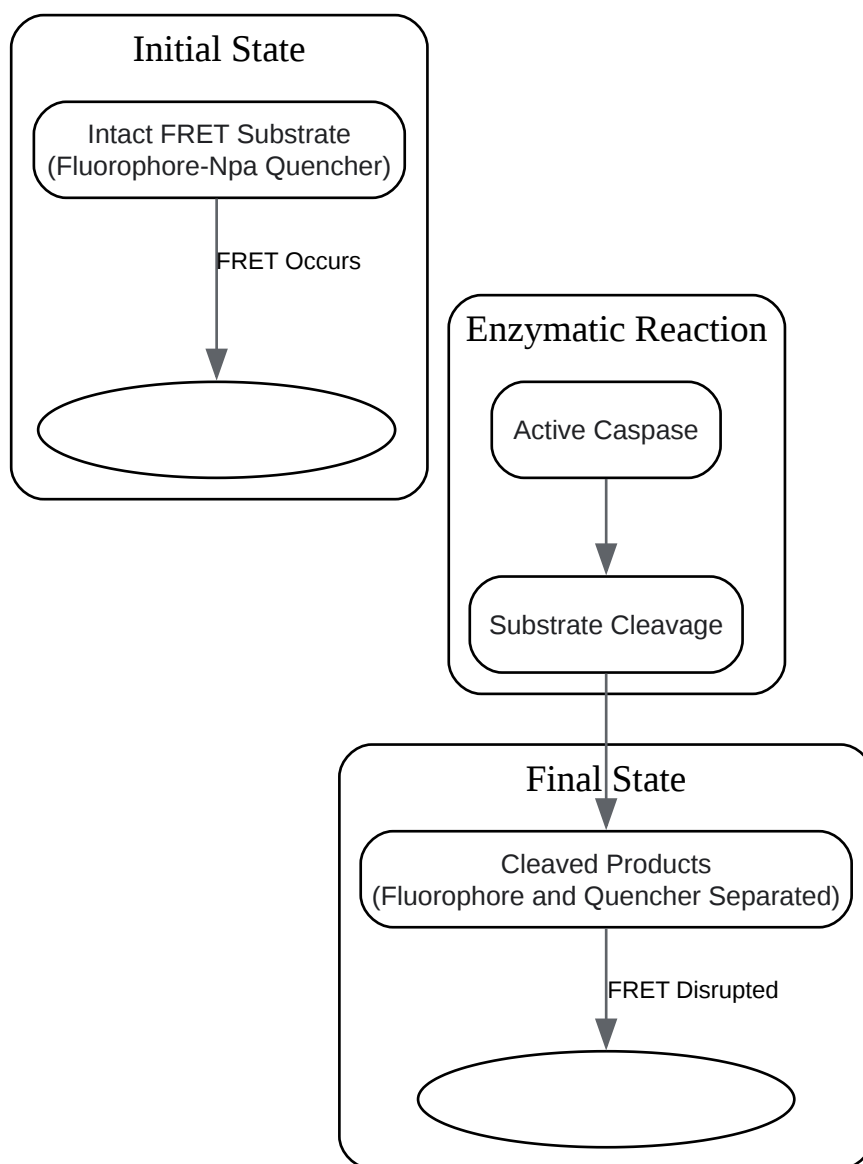 Initial State
Intact FRET Substrate
(Fluorophore-Npa Quencher)
FRET Occurs
Enzymatic Reaction
Active Caspase
Substrate Cleavage
Final State
Cleaved Products
(Fluorophore and Quencher Separated)
FRET Disrupted